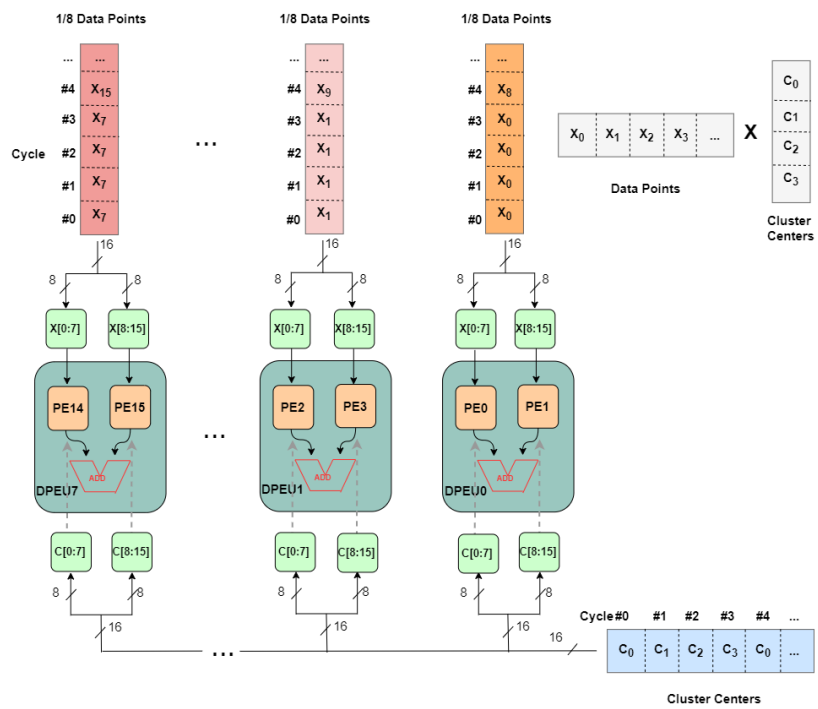 1/8 Data Points
1/8 Data Points
1/8 Data Points
... ... ... ... ... ...
#4 X15 #4 X9 #4 X8
#3 X7 #3 X1 #3 X0
...
Cycle #2 X7 #2 X1 #2 X0
#1 X7 #1 X1 #1 X0
#0 X7 #0 X1 #0 X0
C0
C1
C2
C3
X0 X1 X2 X3 ... X
Data Points
Cluster
Centers
16 16 16
8 8 8 8 8 8
X[0:7] X[8:15] X[0:7] X[8:15] X[0:7] X[8:15]
PE14 PE15 PE2 PE3 PE0 PE1
...
ADD ADD ADD
DPEU7 DPEU1 DPEU0
C[0:7] C[8:15] C[0:7] C[8:15] C[0:7] C[8:15]
8 8 8 8 8 8
16 16 16
... 16
Cycle #0 #1 #2 #3 #4 ...
C0 C1 C2 C3 C0 ...
Cluster Centers